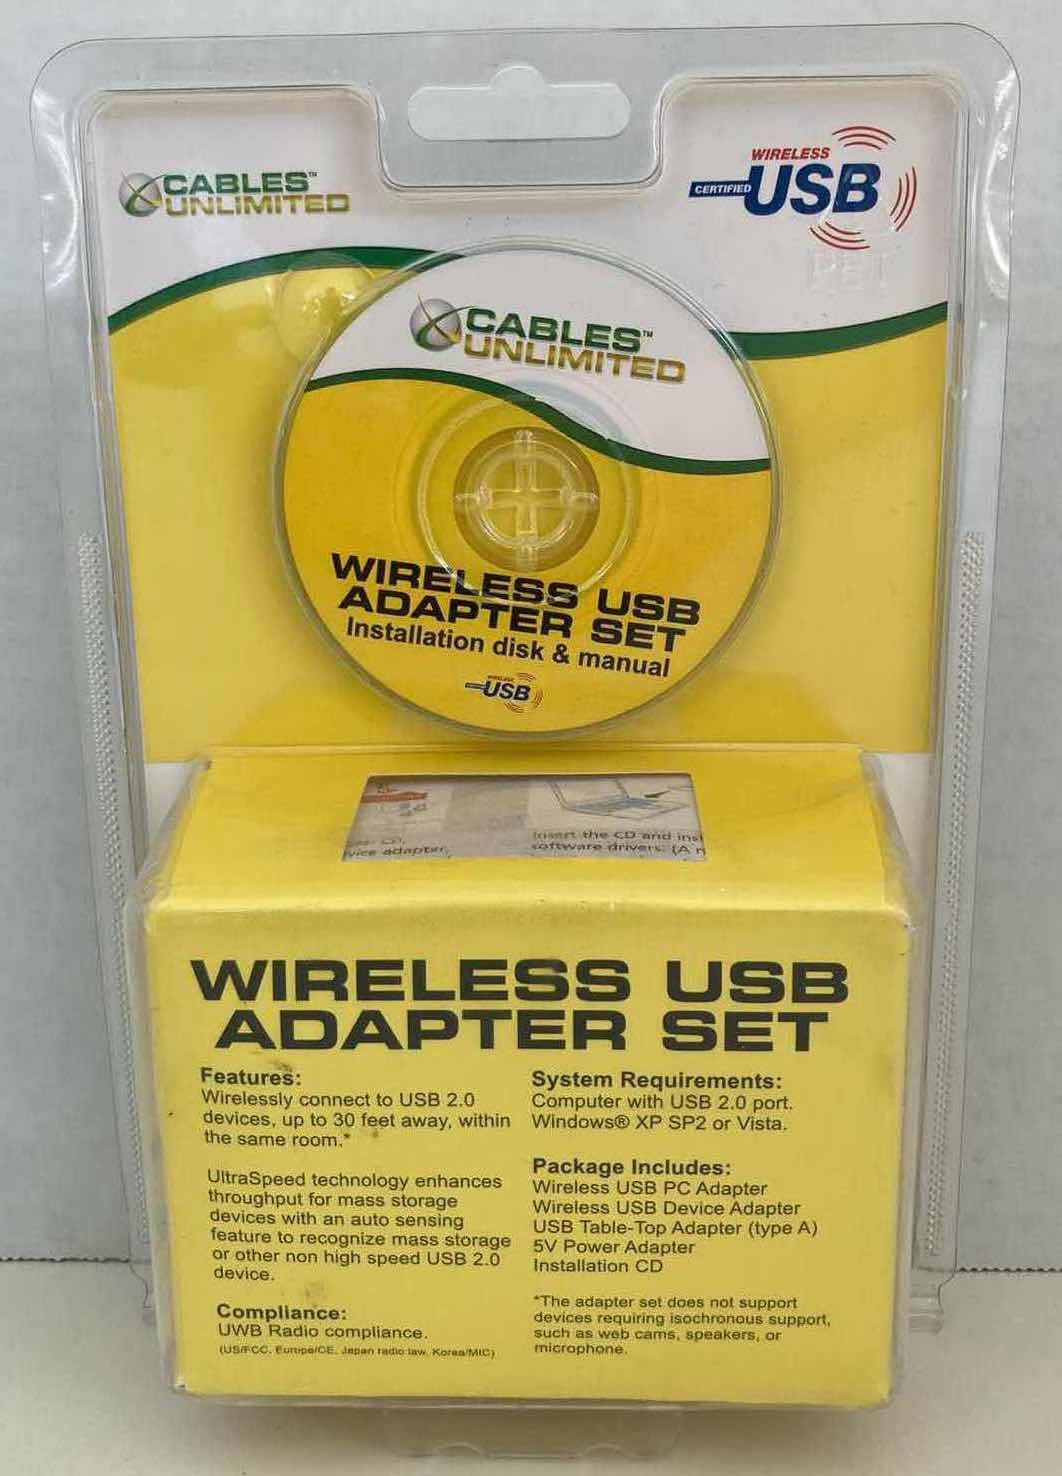 CABLES™
UNLIMITED
WIRELESS
CERTIFIED USB
CABLES™
UNLIMITED
WIRELESS USB
ADAPTER SET
Installation disk & manual
USB
Insert the CD and inst
vice adapter,
software drivers. (A n
WIRELESS USB
ADAPTER SET
Features:
Wirelessly connect to USB 2.0
devices, up to 30 feet away, within
the same room.*
UltraSpeed technology enhances
throughput for mass storage
devices with an auto sensing
feature to recognize mass storage
or other non high speed USB 2.0
device.
Compliance:
UWB Radio compliance.
(US/FCC, Europe/CE, Japan radio law, Korea/MIC)
System Requirements:
Computer with USB 2.0 port.
Windows® XP SP2 or Vista.
Package Includes:
Wireless USB PC Adapter
Wireless USB Device Adapter
USB Table-Top Adapter (type A)
5V Power Adapter
Installation CD
*The adapter set does not support
devices requiring isochronous support,
such as web cams, speakers, or
microphone.